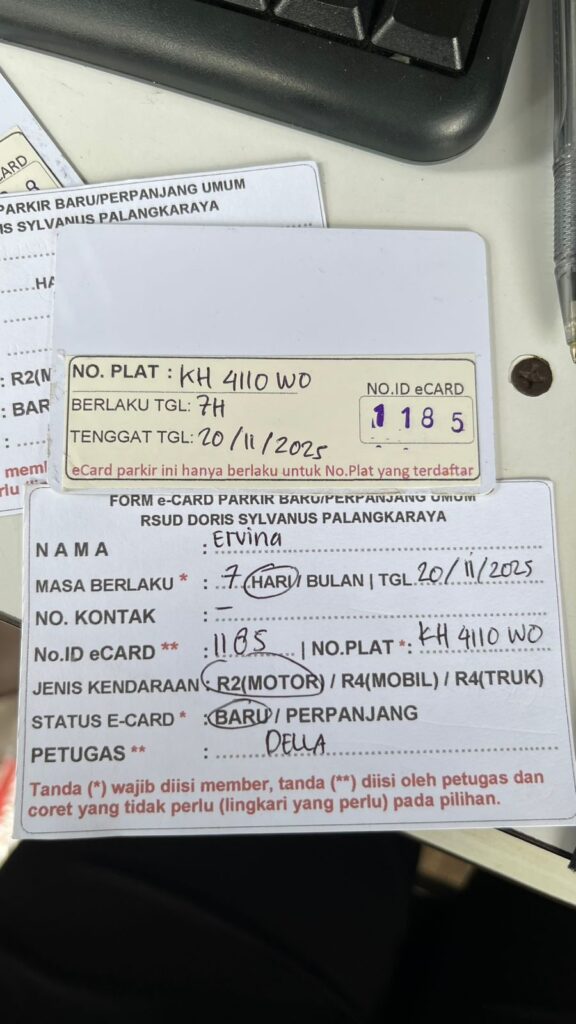 CARD
PARKIR BARU/PERPANJANG UMUM
DORIS SYLVANUS PALANGKARAYA
: R2(M
: BAR
:
NO. PLAT : KH 4110 WO
BERLAKU TGL: 7H
TENGGAT TGL: 20/11/2025
NO.ID eCARD
1185
eCard parkir ini hanya berlaku untuk No.Plat yang terdaftar
FORM e-CARD PARKIR BARU/PERPANJANG UMUM
RSUD DORIS SYLVANUS PALANGKARAYA
NAMA : Ervina
MASA BERLAKU * : 7 HARI / BULAN | TGL 20/11/2025
NO. KONTAK : –
No.ID eCARD ** : 1185 | NO.PLAT *: KH 4110 WO
JENIS KENDARAAN : R2(MOTOR) / R4(MOBIL) / R4(TRUK)
STATUS E-CARD * : BARU / PERPANJANG
PETUGAS ** : DELLA
Tanda (*) wajib diisi member, tanda (**) diisi oleh petugas dan
coret yang tidak perlu (lingkari yang perlu) pada pilihan.